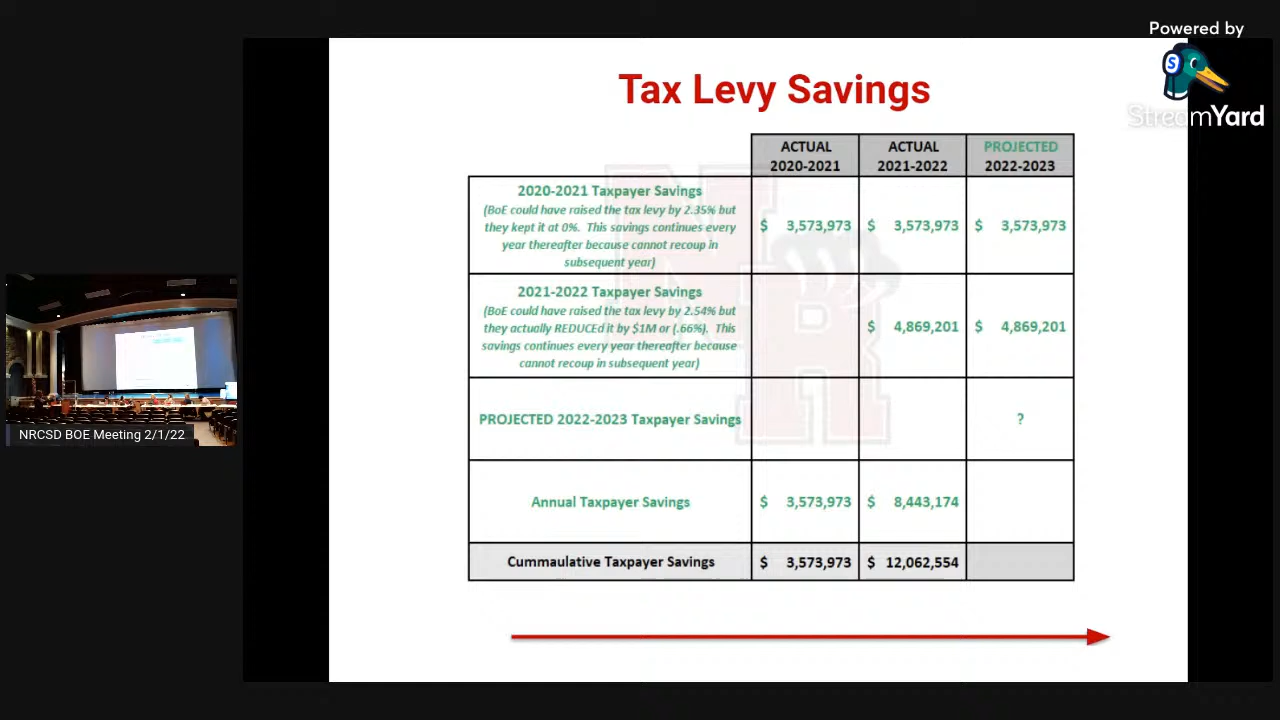 Powered by
S
StreamYard
Tax Levy Savings
ACTUAL ACTUAL PROJECTED
2020-2021 2021-2022 2022-2023
2020-2021 Taxpayer Savings
(BoE could have raised the tax levy by 2.35% but
they kept it at 0%. This savings continues every
year thereafter because cannot recoup in
subsequent year)
$ 3,573,973 $ 3,573,973 $ 3,573,973
2021-2022 Taxpayer Savings
(BoE could have raised the tax levy by 2.54% but
they actually REDUCEd it by $1M or (.66%). This
savings continues every year thereafter because
cannot recoup in subsequent year)
$ 4,869,201 $ 4,869,201
PROJECTED 2022-2023 Taxpayer Savings ?
Annual Taxpayer Savings $ 3,573,973 $ 8,443,174
Cummaulative Taxpayer Savings $ 3,573,973 $ 12,062,554
NRCSD BOE Meeting 2/1/22